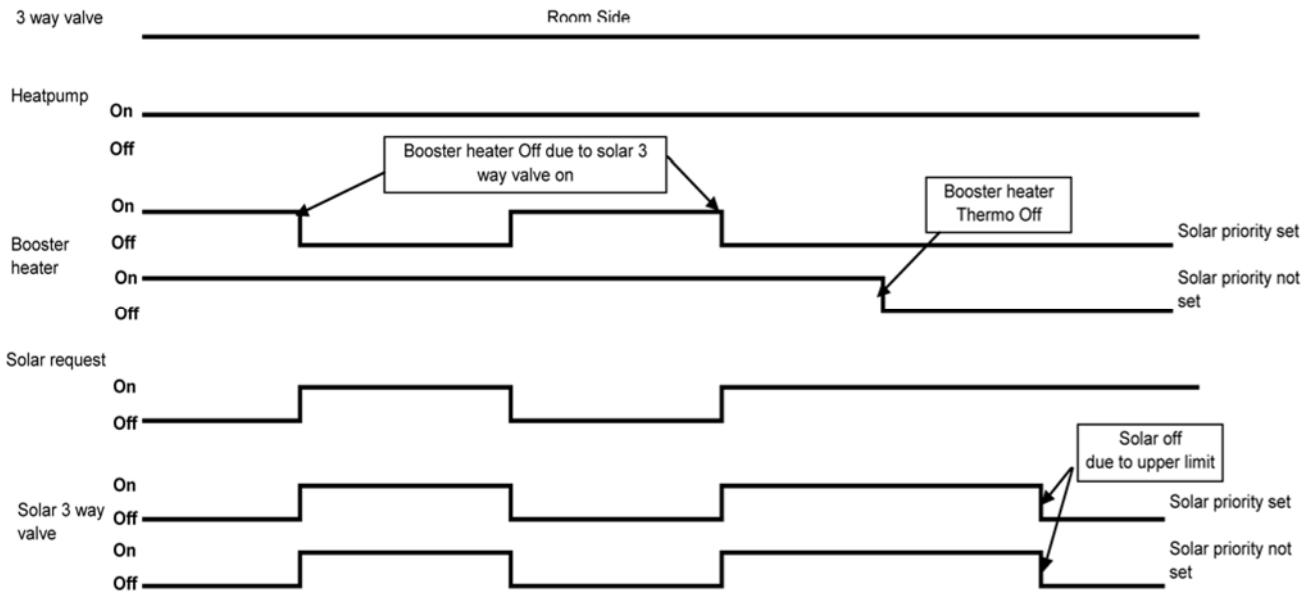 3 way valve
Room Side
Heatpump
On
Off
Booster heater Off due to solar 3
way valve on
Booster heater
Thermo Off
On
Off
Solar priority set
Booster
heater
On
Off
Solar priority not
set
Solar request
On
Off
Solar off
due to upper limit
On
Off
Solar priority set
Solar 3 way
valve
On
Off
Solar priority not
set